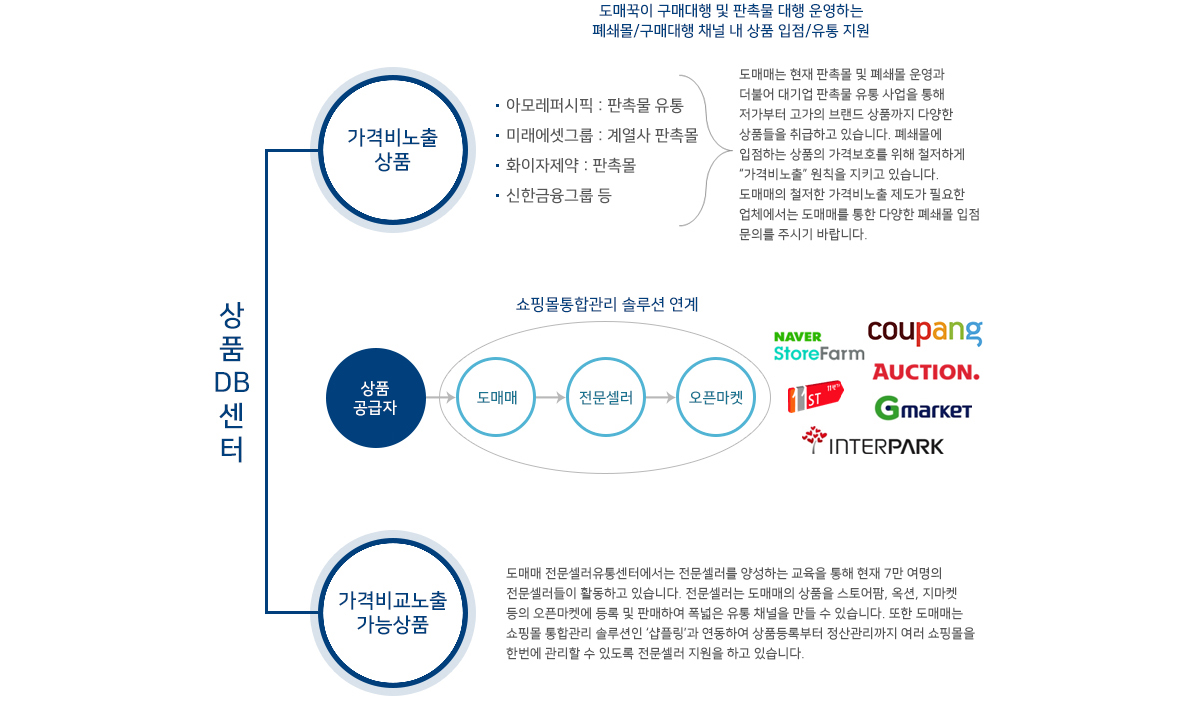 도매꾹이 구매대행 및 판촉물 대행 운영하는
폐쇄몰/구매대행 채널 내 상품 입점/유통 지원
가격비노출
상품
• 아모레퍼시픽 : 판촉물 유통
• 미래에셋그룹 : 계열사 판촉몰
• 화이자제약 : 판촉몰
• 신한금융그룹 등
도매매는 현재 판촉몰 및 폐쇄몰 운영과
더불어 대기업 판촉물 유통 사업을 통해
저가부터 고가의 브랜드 상품까지 다양한
상품들을 취급하고 있습니다. 폐쇄몰에
입점하는 상품의 가격보호를 위해 철저하게
"가격비노출" 원칙을 지키고 있습니다.
도매매의 철저한 가격비노출 제도가 필요한
업체에서는 도매매를 통한 다양한 폐쇄몰 입점
문의를 주시기 바랍니다.
상
품
DB
센
터
쇼핑몰통합관리 솔루션 연계
상품
공급자
도매매
전문셀러
오픈마켓
NAVER
StoreFarm
coupang
AUCTION.
11번가
11ST
Gmarket
INTERPARK
가격비교노출
가능상품
도매매 전문셀러유통센터에서는 전문셀러를 양성하는 교육을 통해 현재 7만 여명의
전문셀러들이 활동하고 있습니다. 전문셀러는 도매매의 상품을 스토어팜, 옥션, 지마켓
등의 오픈마켓에 등록 및 판매하여 폭넓은 유통 채널을 만들 수 있습니다. 또한 도매매는
쇼핑몰 통합관리 솔루션인 '샵플링'과 연동하여 상품등록부터 정산관리까지 여러 쇼핑몰을
한번에 관리할 수 있도록 전문셀러 지원을 하고 있습니다.